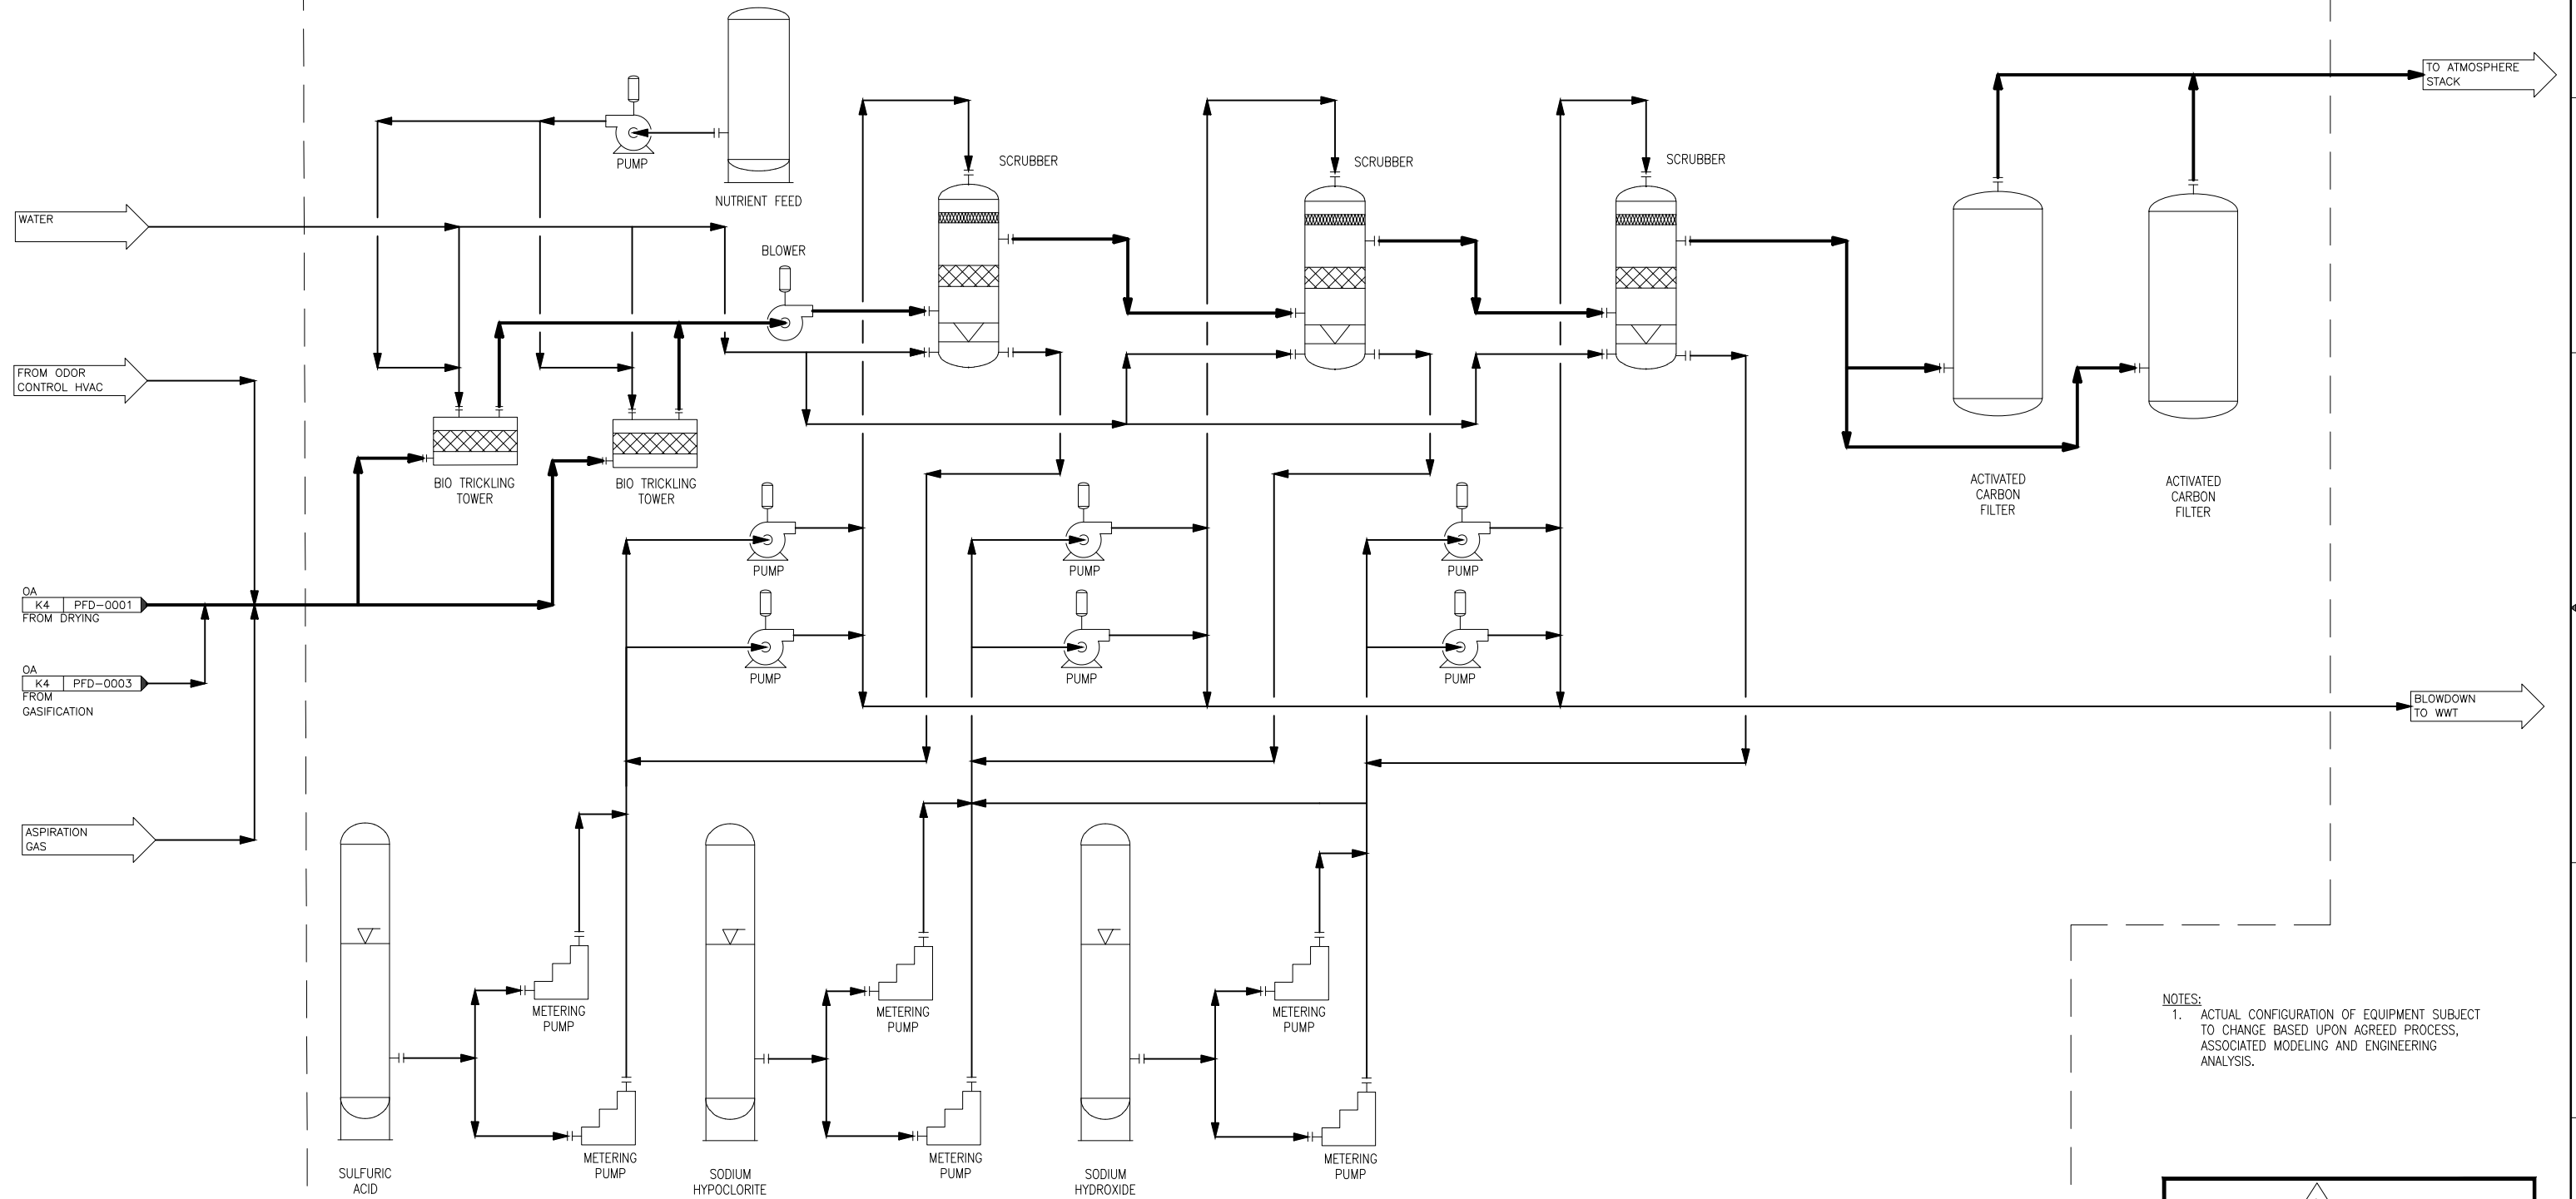 TO ATMOSPHERE
STACK
PUMP
SCRUBBER
SCRUBBER
SCRUBBER
NUTRIENT FEED
WATER
BLOWER
FROM ODOR
CONTROL HVAC
BIO TRICKLING
TOWER
BIO TRICKLING
TOWER
ACTIVATED
CARBON
FILTER
ACTIVATED
CARBON
FILTER
PUMP
PUMP
PUMP
OA
K4 PFD-0001
FROM DRYING
OA
K4 PFD-0003
FROM
GASIFICATION
PUMP
PUMP
PUMP
BLOWDOWN
TO WWT
ASPIRATION
GAS
METERING
PUMP
METERING
PUMP
METERING
PUMP
NOTES:
1. ACTUAL CONFIGURATION OF EQUIPMENT SUBJECT
TO CHANGE BASED UPON AGREED PROCESS,
ASSOCIATED MODELING AND ENGINEERING
ANALYSIS.
METERING
PUMP
METERING
PUMP
METERING
PUMP
SULFURIC
ACID
SODIUM
HYPOCLORITE
SODIUM
HYDROXIDE